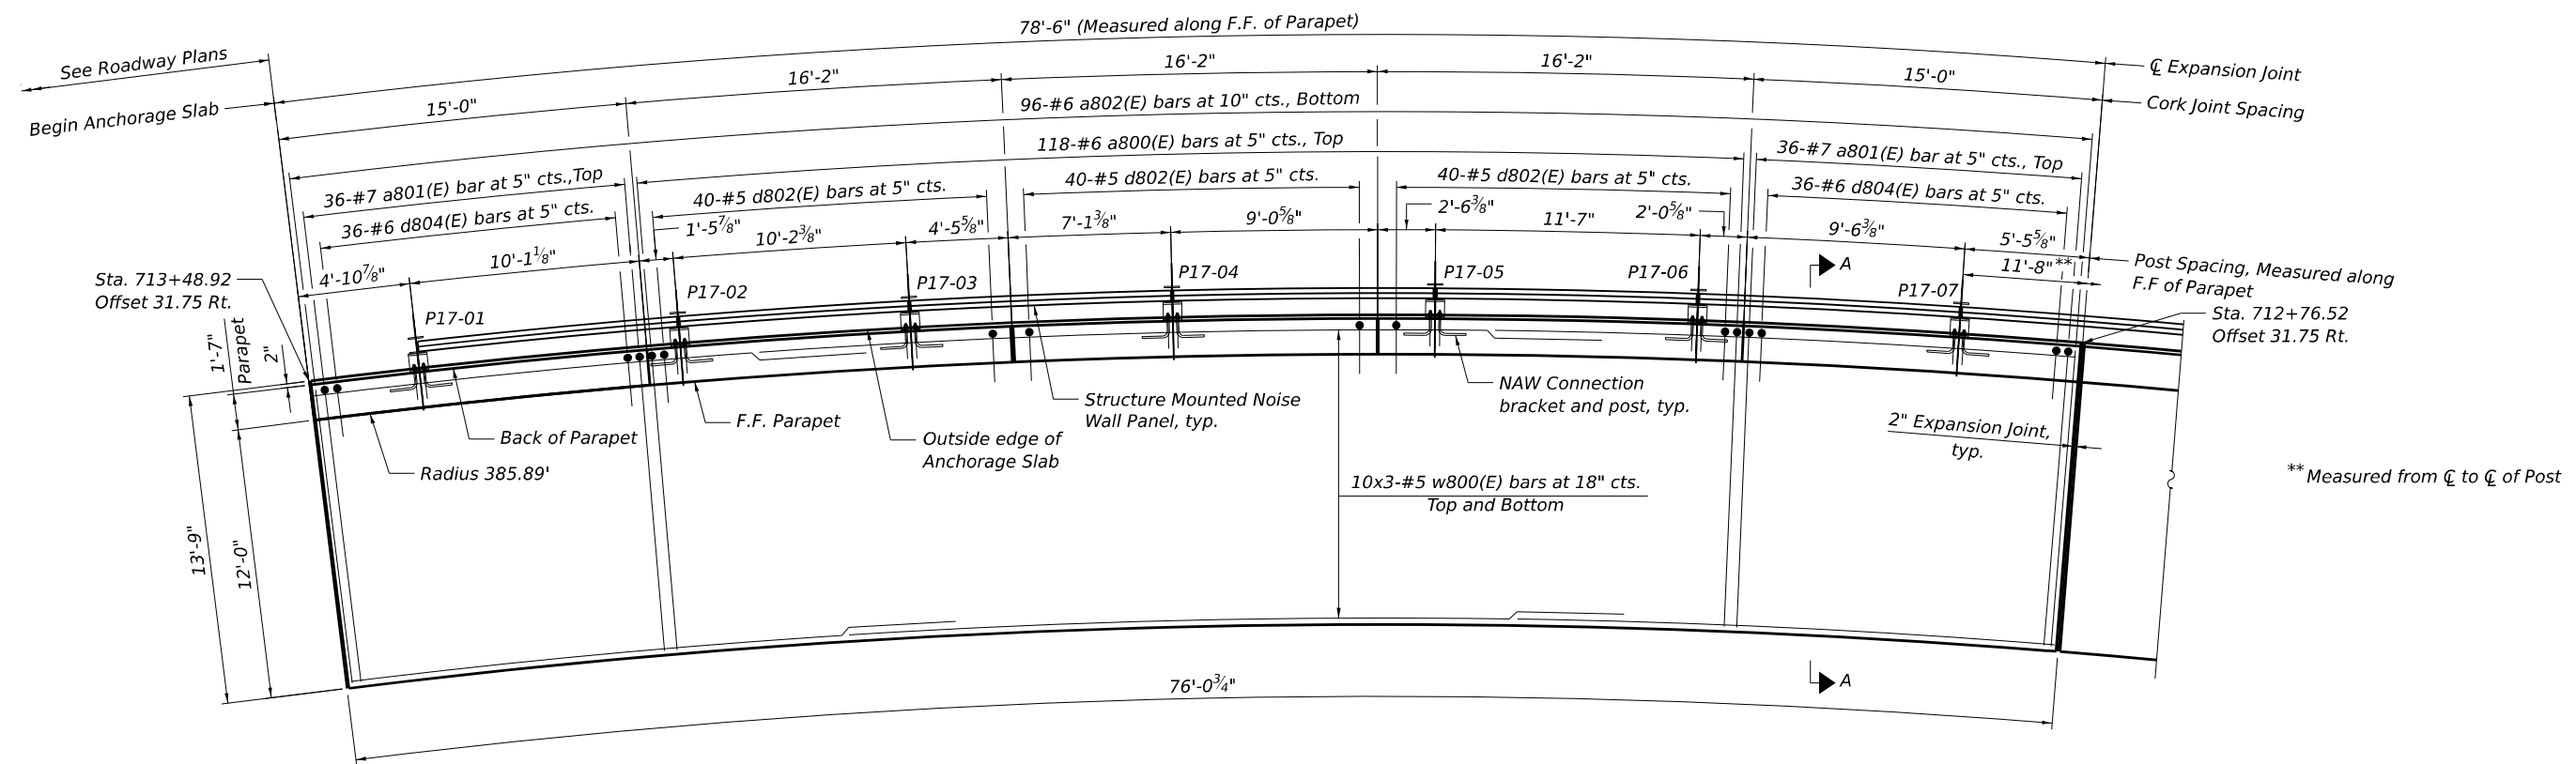 78'-6" (Measured along F.F. of Parapet)
See Roadway Plans
16'-2"
16'-2"
16'-2"
15'-0"
15'-0"
℄ Expansion Joint
Begin Anchorage Slab
Cork Joint Spacing
96-#6 a802(E) bars at 10" cts., Bottom
118-#6 a800(E) bars at 5" cts., Top
36-#7 a801(E) bar at 5" cts.,Top
36-#7 a801(E) bar at 5" cts., Top
40-#5 d802(E) bars at 5" cts.
40-#5 d802(E) bars at 5" cts.
40-#5 d802(E) bars at 5" cts.
36-#6 d804(E) bars at 5" cts.
36-#6 d804(E) bars at 5" cts.
4'-10⅞"
10'-1⅛"
1'-5⅞"
10'-2⅜"
4'-5⅝"
7'-1⅜"
9'-0⅝"
2'-6⅜"
11'-7"
2'-0⅝"
9'-6⅜"
5'-5⅝"
11'-8"**
A
Post Spacing, Measured along
F.F of Parapet
Sta. 713+48.92
Offset 31.75 Rt.
P17-01
P17-02
P17-03
P17-04
P17-05
P17-06
P17-07
Sta. 712+76.52
Offset 31.75 Rt.
1'-7"
Parapet
2"
Back of Parapet
Radius 385.89'
F.F. Parapet
Outside edge of
Anchorage Slab
Structure Mounted Noise
Wall Panel, typ.
NAW Connection
bracket and post, typ.
2" Expansion Joint,
typ.
10x3-#5 w800(E) bars at 18" cts.
Top and Bottom
**Measured from ℄ to ℄ of Post
13'-9"
12'-0"
76'-0¾"
A